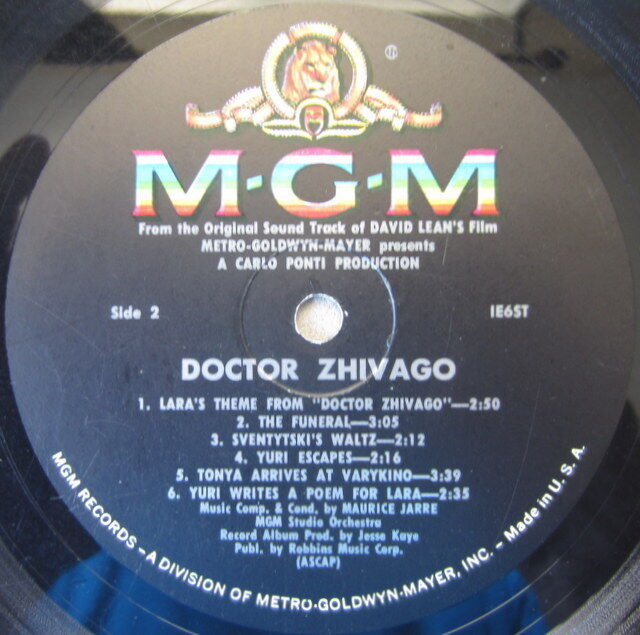 M·G·M
From the Original Sound Track of DAVID LEAN'S Film
METRO-GOLDWYN-MAYER presents
A CARLO PONTI PRODUCTION
Side 2
IE6ST
DOCTOR ZHIVAGO
1. LARA'S THEME FROM "DOCTOR ZHIVAGO"—2:50
2. THE FUNERAL—3:05
3. SVENTYTSKI'S WALTZ—2:12
4. YURI ESCAPES—2:16
5. TONYA ARRIVES AT VARYKINO—3:39
6. YURI WRITES A POEM FOR LARA—2:35
Music Comp. & Cond. by MAURICE JARRE
MGM Studio Orchestra
Record Album Prod. by Jesse Kaye
Publ. by Robbins Music Corp.
(ASCAP)
MGM RECORDS – A DIVISION OF METRO-GOLDWYN-MAYER, INC. – Made in U. S. A.